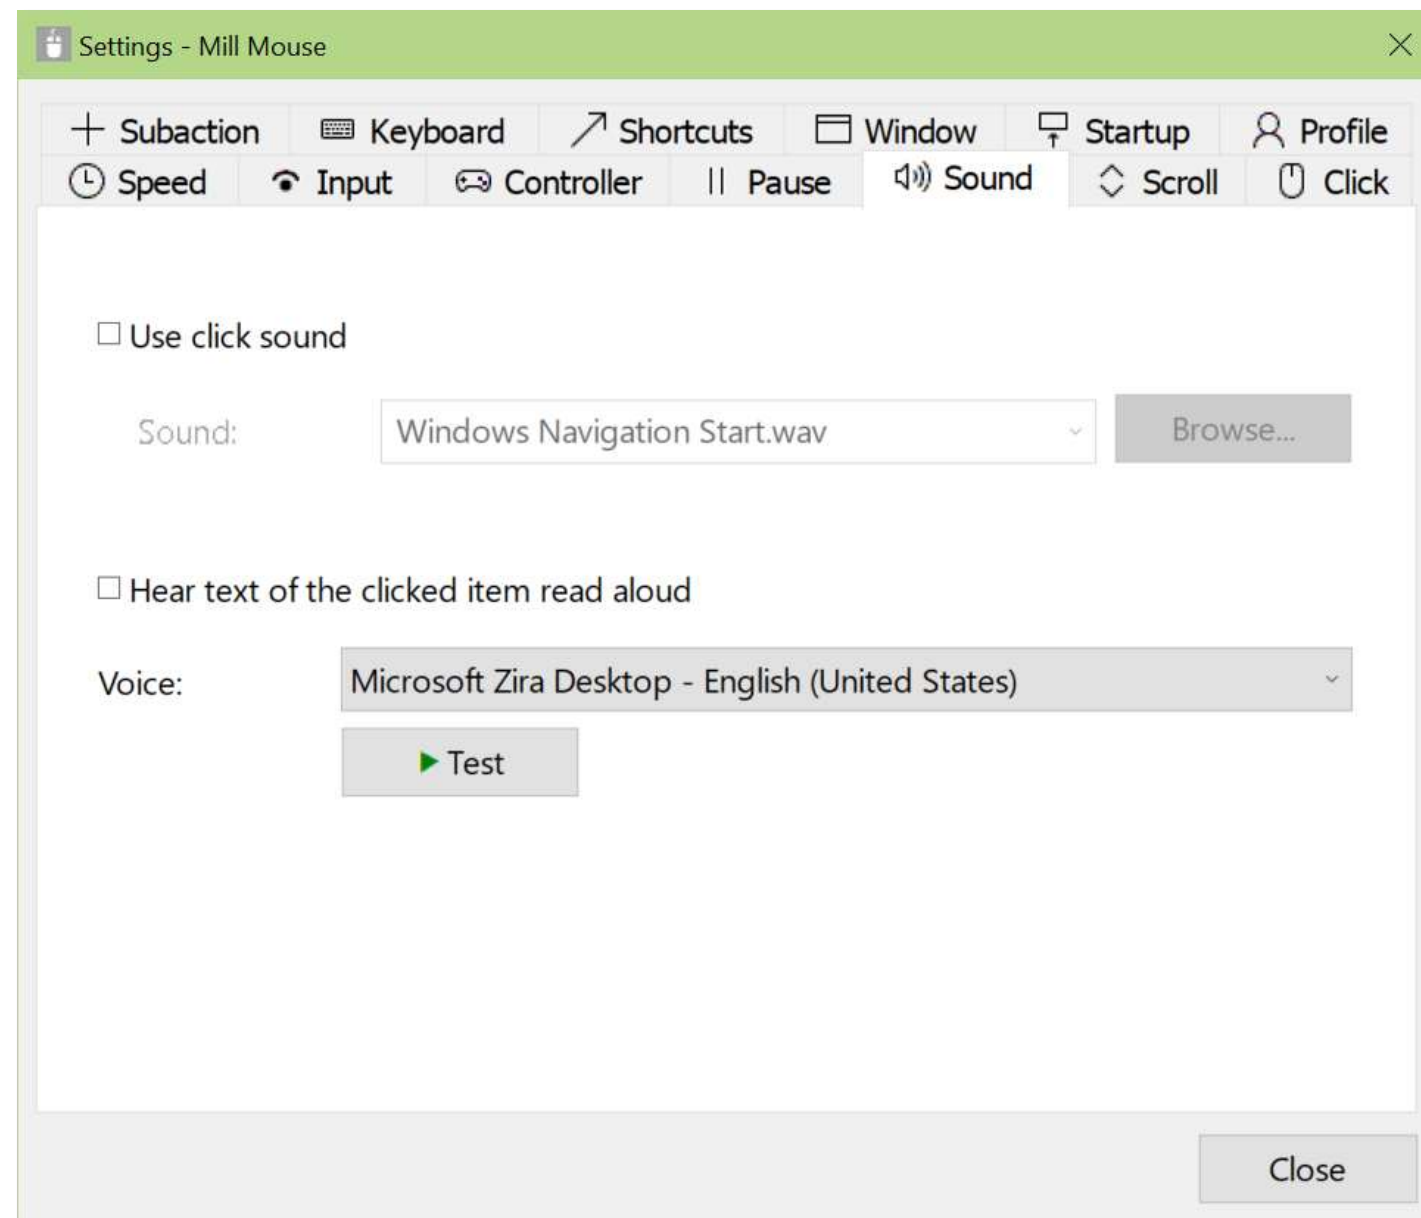 Settings - Mill Mouse
Subaction Keyboard Shortcuts Window Startup Profile
Speed Input Controller Pause Sound Scroll Click
Use click sound
Sound: Windows Navigation Start.wav Browse...
Hear text of the clicked item read aloud
Voice: Microsoft Zira Desktop - English (United States)
Test
Close